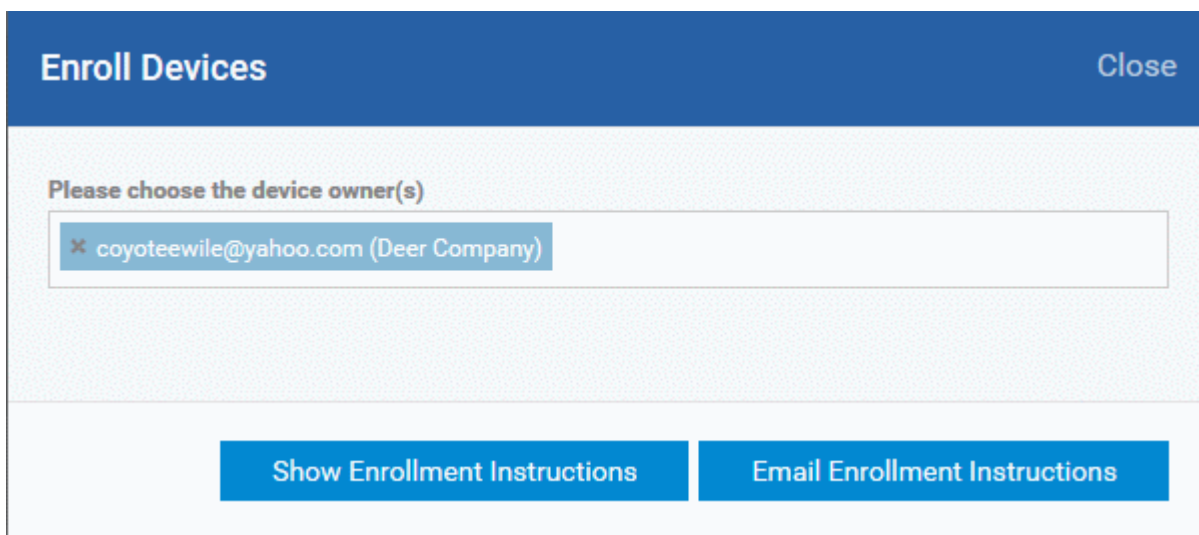 Enroll Devices
Close
Please choose the device owner(s)
✖ coyoteewile@yahoo.com (Deer Company)
Show Enrollment Instructions
Email Enrollment Instructions